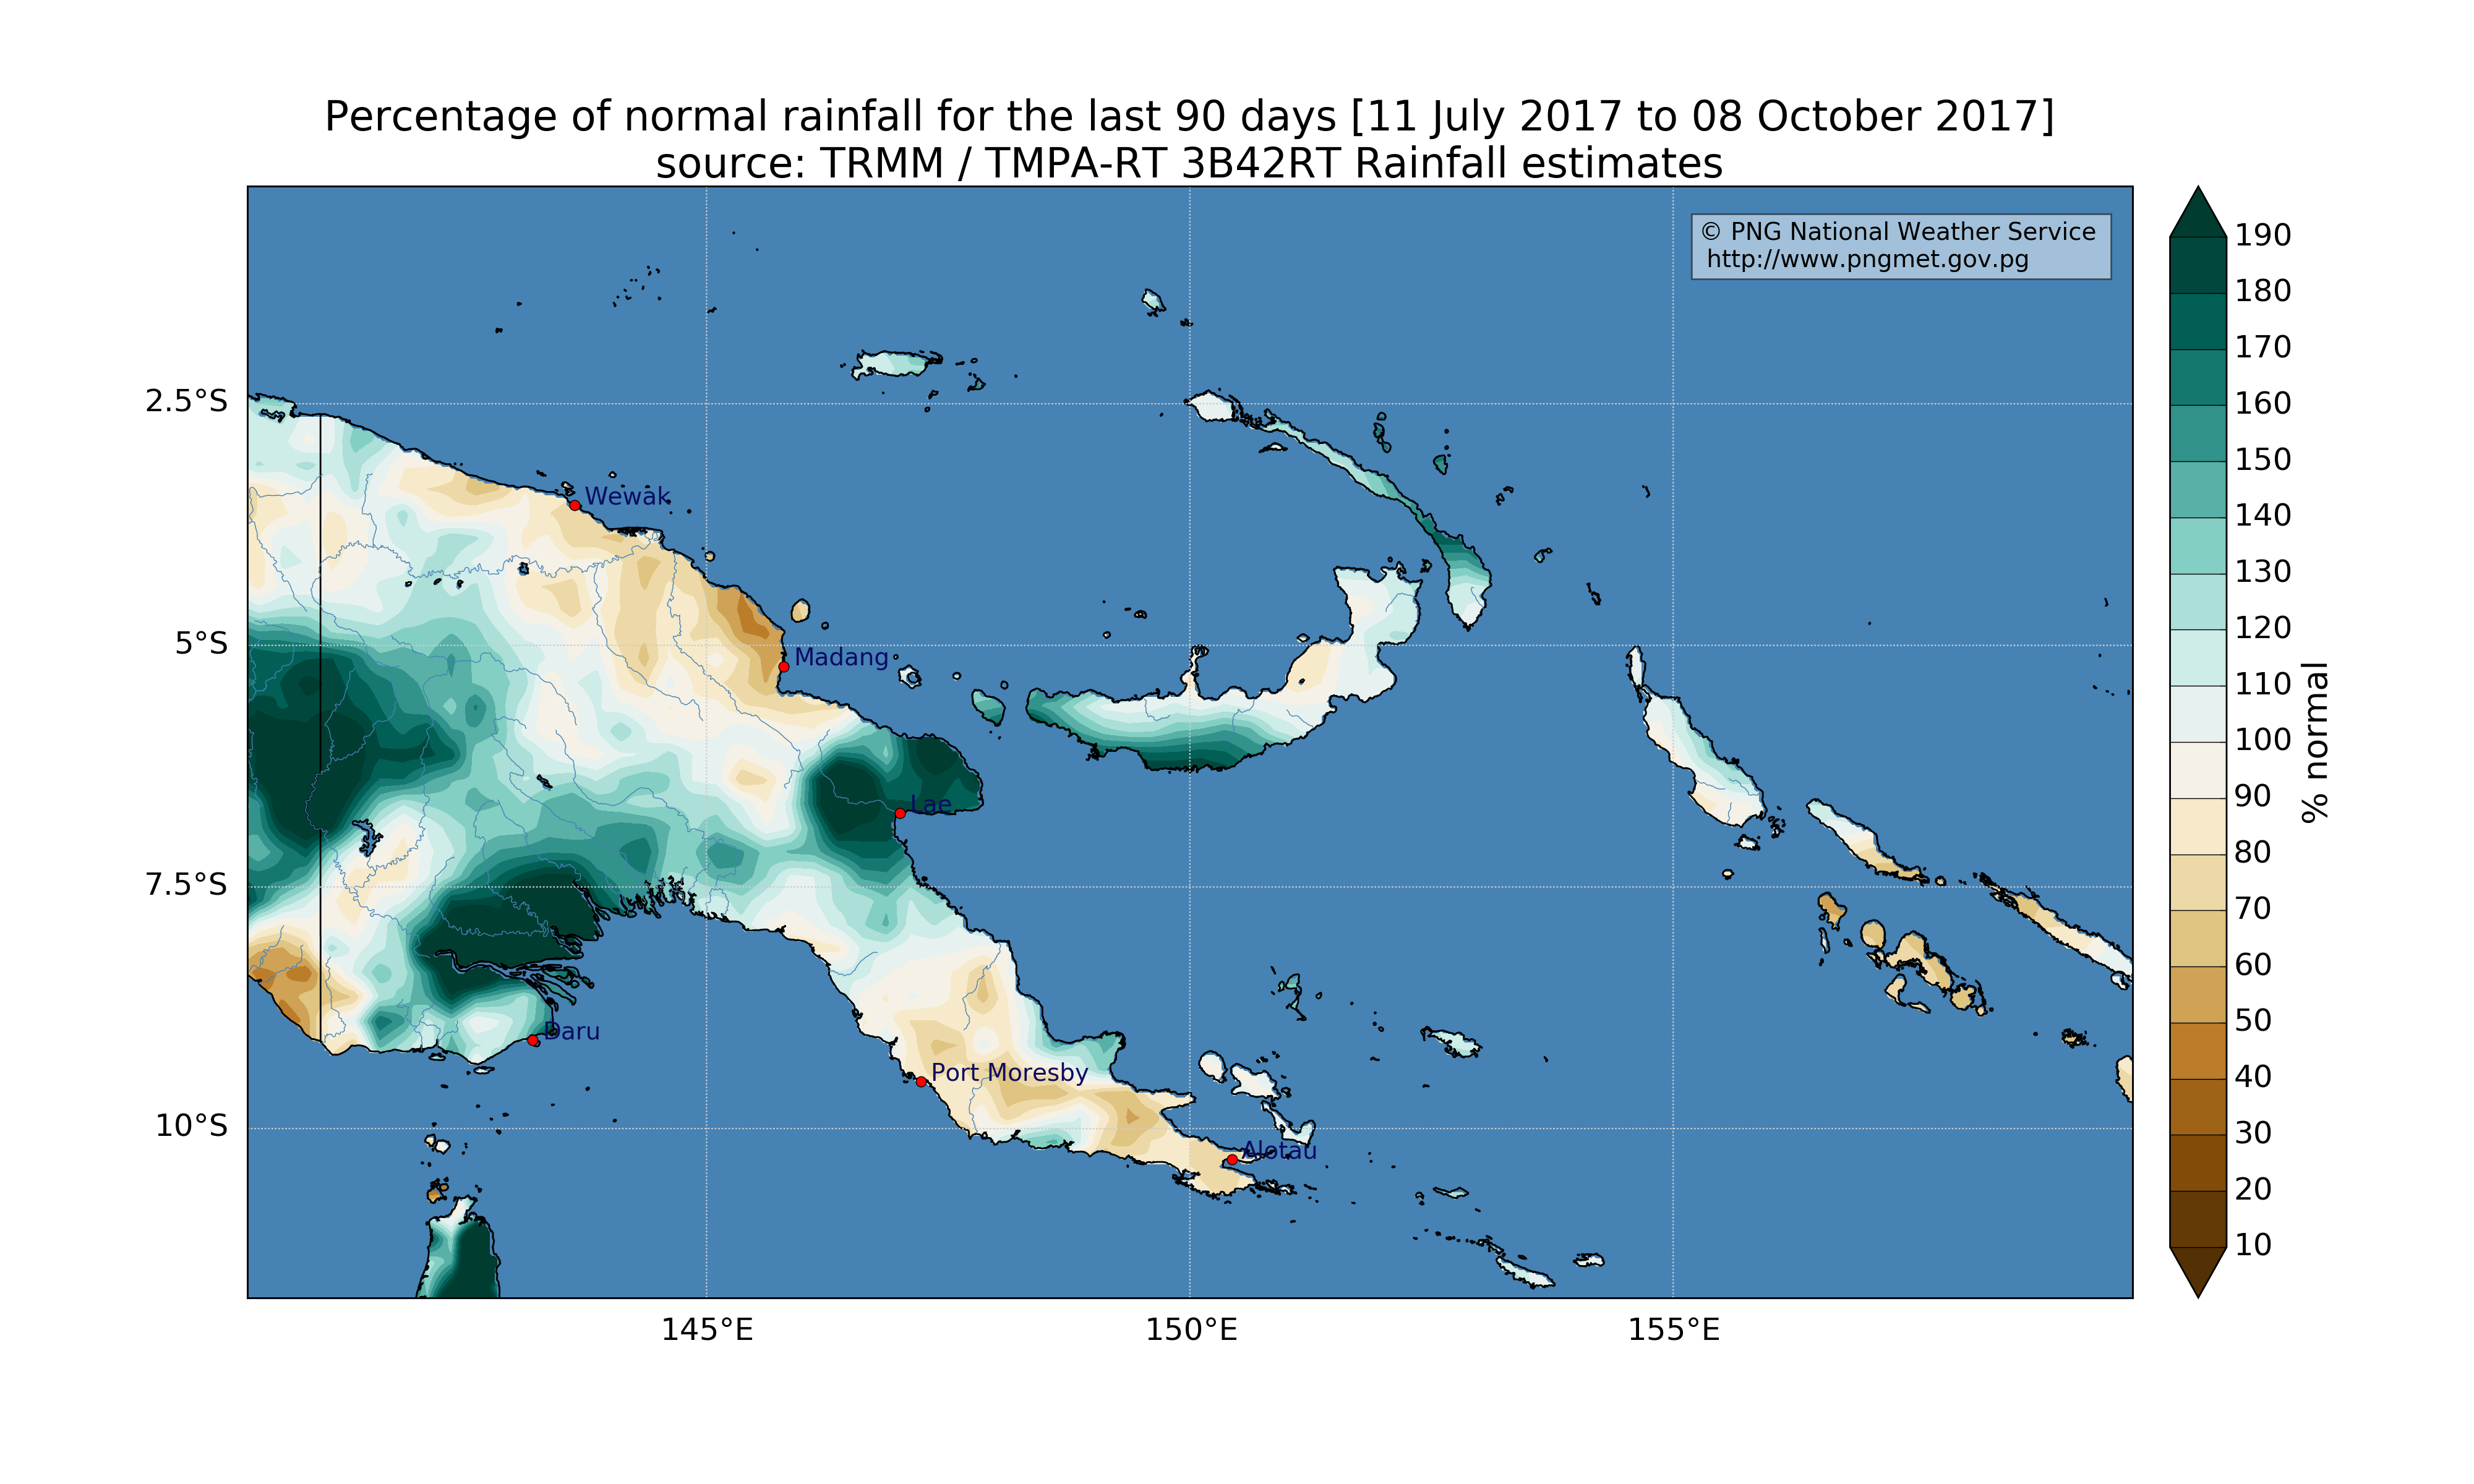 Percentage of normal rainfall for the last 90 days [11 July 2017 to 08 October 2017]
source: TRMM / TMPA-RT 3B42RT Rainfall estimates
© PNG National Weather Service
http://www.pngmet.gov.pg
190
180
170
160
150
140
130
120
110
100
90
80
70
60
50
40
30
20
10
% normal
2.5°S
5°S
7.5°S
10°S
Wewak
Madang
Lae
Daru
Port Moresby
Alotau
145°E
150°E
155°E